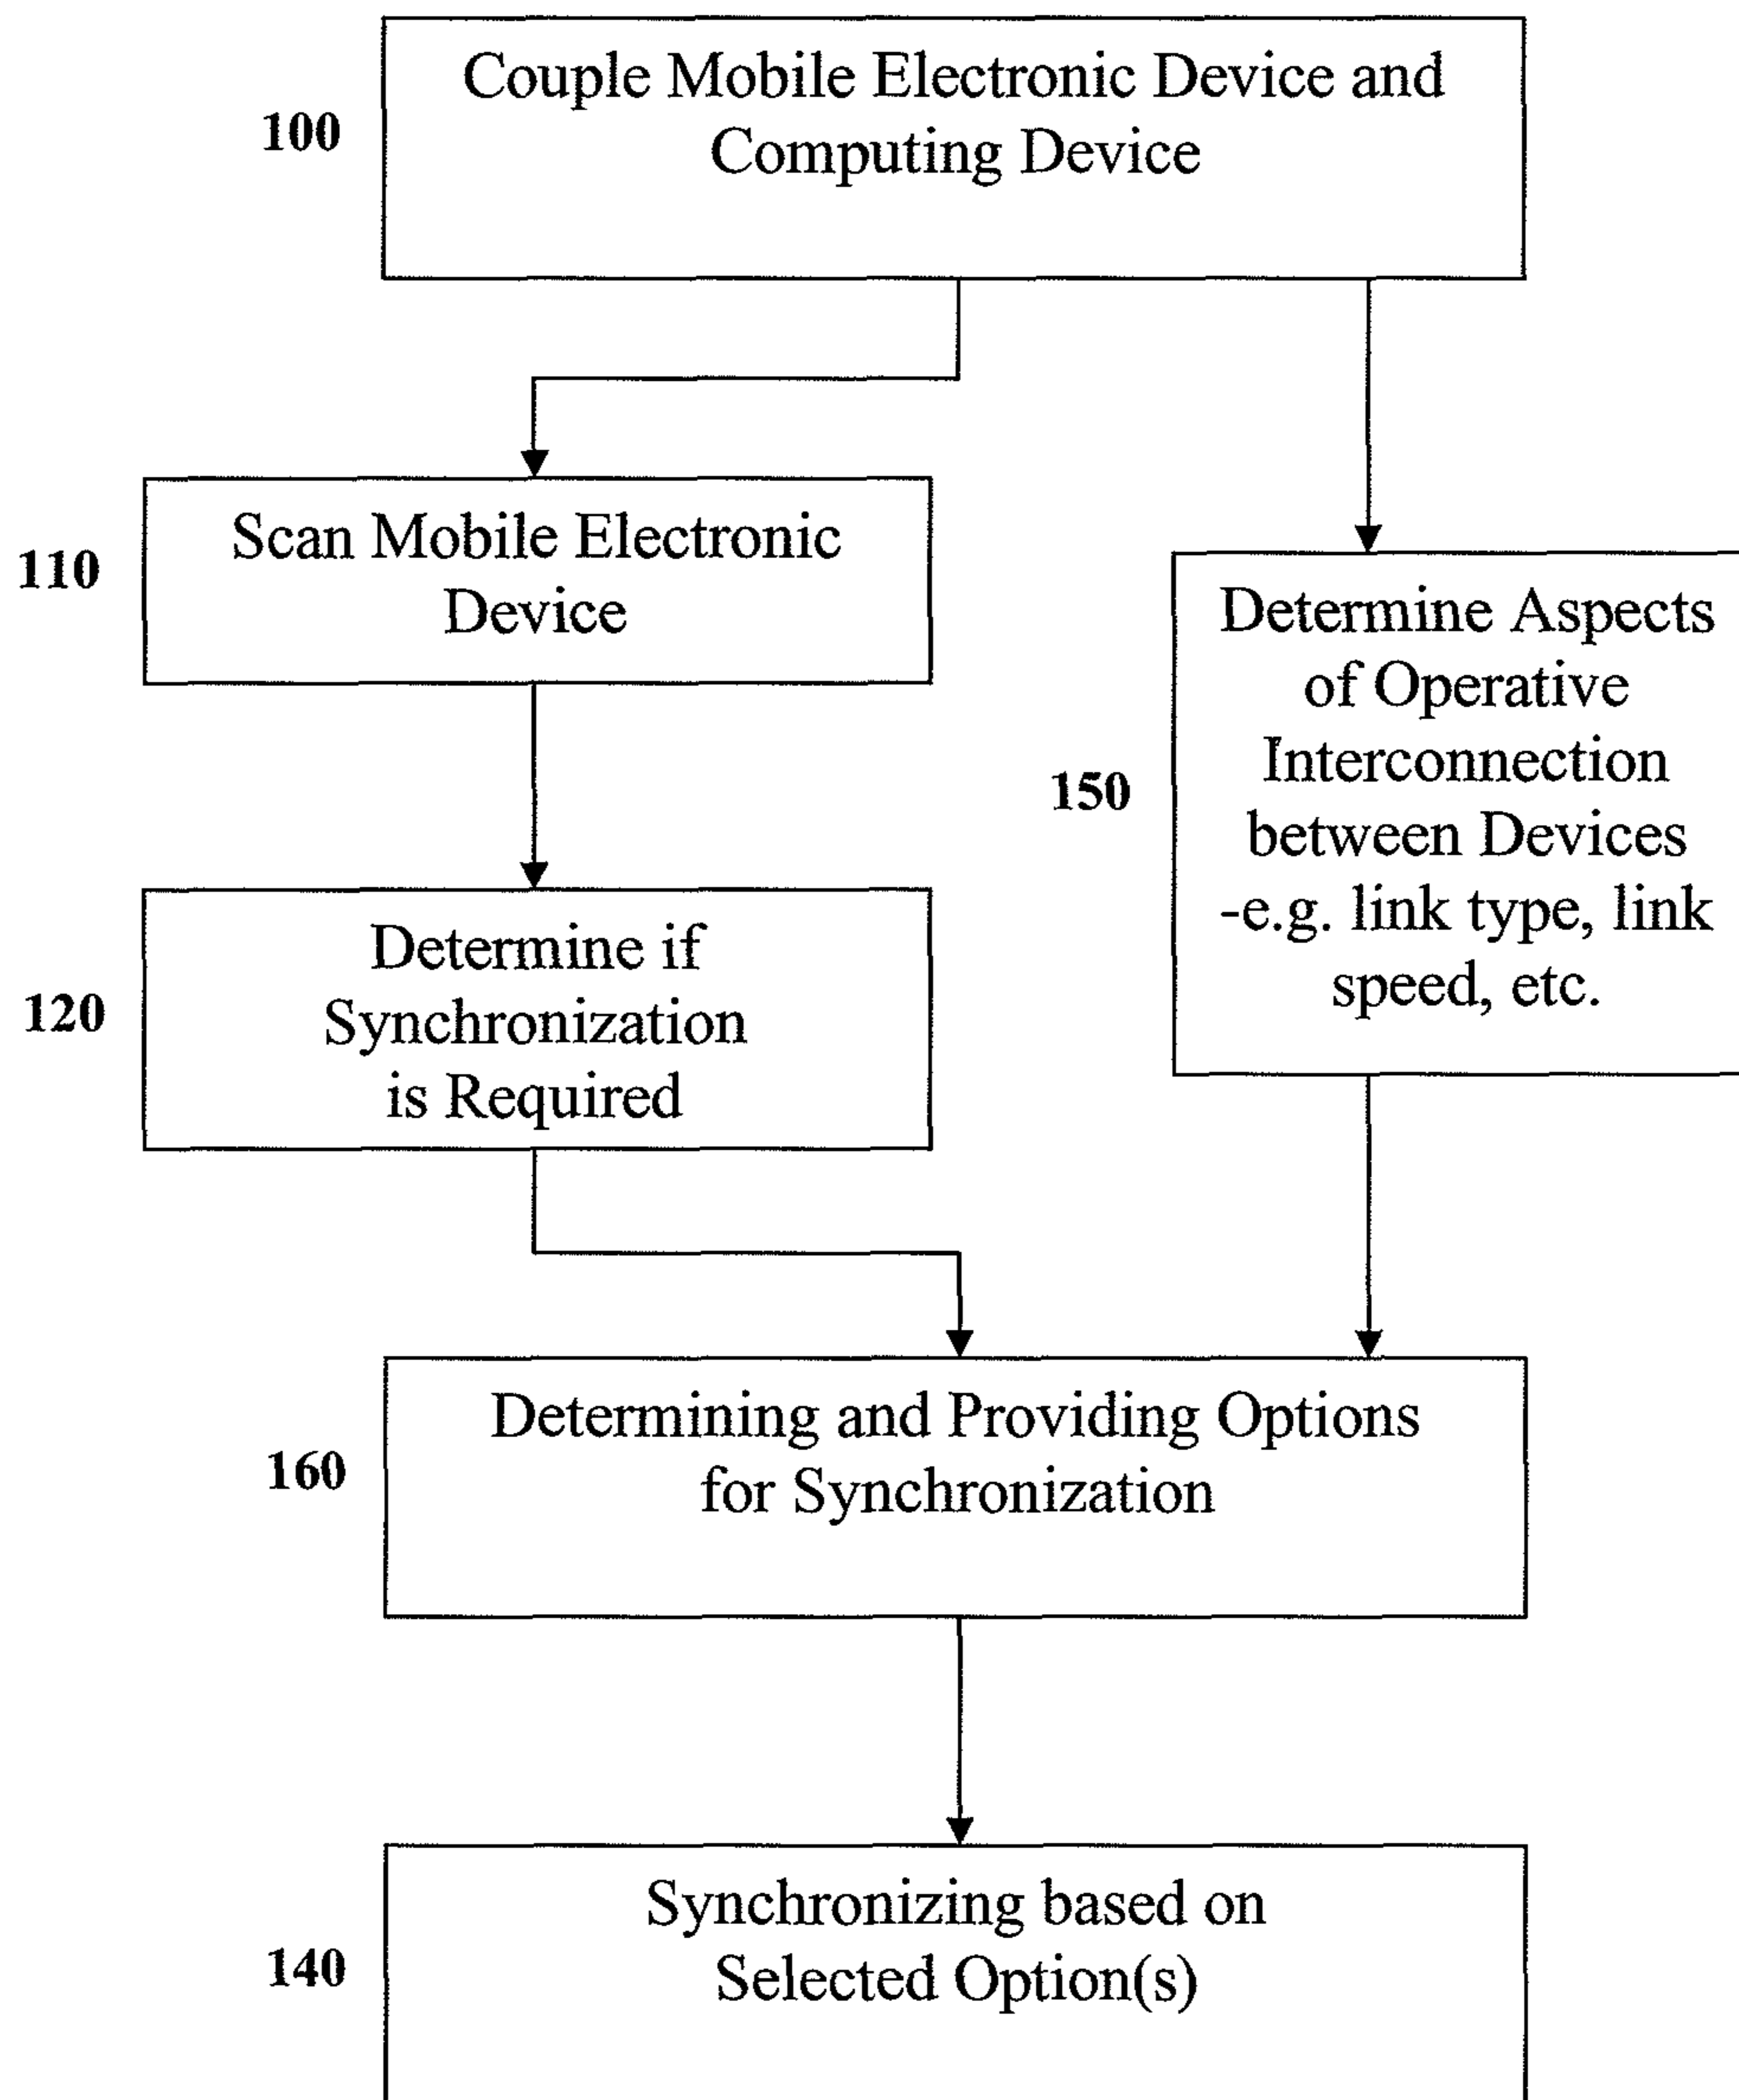 Couple Mobile Electronic Device and
Computing Device
100
Scan Mobile Electronic
Device
110
Determine Aspects
of Operative
Interconnection
between Devices
-e.g. link type, link
speed, etc.
150
Determine if
Synchronization
is Required
120
Determining and Providing Options
for Synchronization
160
Synchronizing based on
Selected Option(s)
140